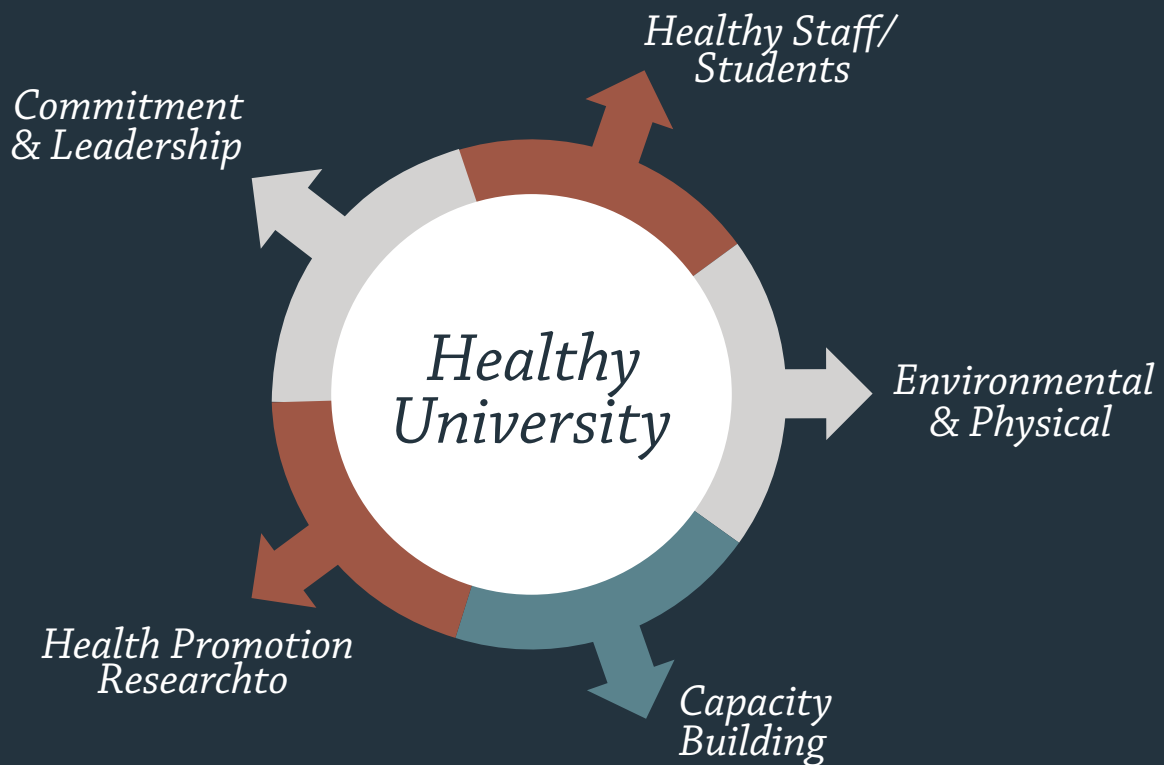 Healthy Staff/
Students
Commitment
& Leadership
Healthy
University
Environmental
& Physical
Health Promotion
Researchto
Capacity
Building